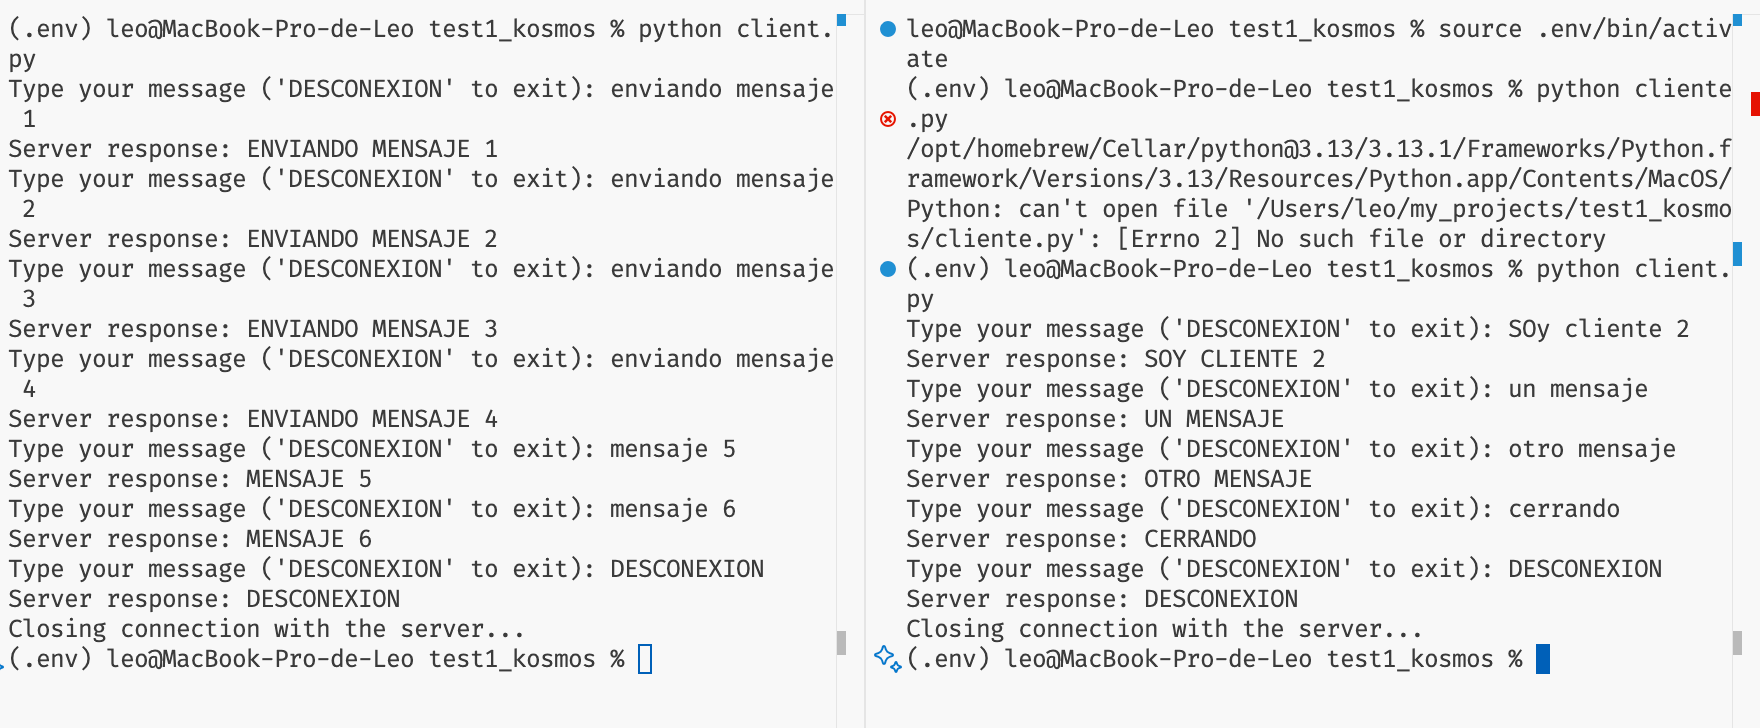 (.env) leo@MacBook-Pro-de-Leo test1_kosmos % python client.
py
Type your message ('DESCONEXION' to exit): enviando mensaje
 1
Server response: ENVIANDO MENSAJE 1
Type your message ('DESCONEXION' to exit): enviando mensaje
 2
Server response: ENVIANDO MENSAJE 2
Type your message ('DESCONEXION' to exit): enviando mensaje
 3
Server response: ENVIANDO MENSAJE 3
Type your message ('DESCONEXION' to exit): enviando mensaje
 4
Server response: ENVIANDO MENSAJE 4
Type your message ('DESCONEXION' to exit): mensaje 5
Server response: MENSAJE 5
Type your message ('DESCONEXION' to exit): mensaje 6
Server response: MENSAJE 6
Type your message ('DESCONEXION' to exit): DESCONEXION
Server response: DESCONEXION
Closing connection with the server...
(.env) leo@MacBook-Pro-de-Leo test1_kosmos %
leo@MacBook-Pro-de-Leo test1_kosmos % source .env/bin/activ
ate
(.env) leo@MacBook-Pro-de-Leo test1_kosmos % python cliente
.py
/opt/homebrew/Cellar/python@3.13/3.13.1/Frameworks/Python.f
ramework/Versions/3.13/Resources/Python.app/Contents/MacOS/
Python: can't open file '/Users/leo/my_projects/test1_kosmo
s/cliente.py': [Errno 2] No such file or directory
(.env) leo@MacBook-Pro-de-Leo test1_kosmos % python client.
py
Type your message ('DESCONEXION' to exit): SOy cliente 2
Server response: SOY CLIENTE 2
Type your message ('DESCONEXION' to exit): un mensaje
Server response: UN MENSAJE
Type your message ('DESCONEXION' to exit): otro mensaje
Server response: OTRO MENSAJE
Type your message ('DESCONEXION' to exit): cerrando
Server response: CERRANDO
Type your message ('DESCONEXION' to exit): DESCONEXION
Server response: DESCONEXION
Closing connection with the server...
(.env) leo@MacBook-Pro-de-Leo test1_kosmos %